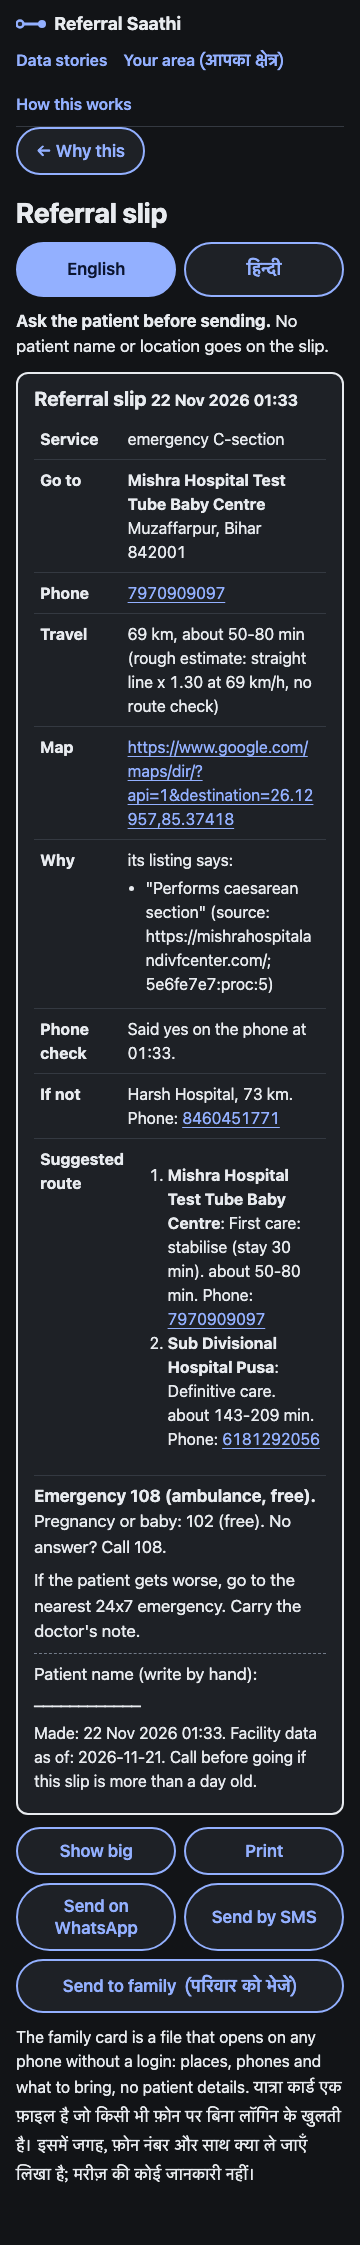 Referral Saathi
Data stories Your area (आपका क्षेत्र)
How this works
← Why this
Referral slip
English हिन्दी
Ask the patient before sending. No
patient name or location goes on the slip.
Referral slip 22 Nov 2026 01:33
Service emergency C-section
Go to Mishra Hospital Test
Tube Baby Centre
Muzaffarpur, Bihar
842001
Phone 7970909097
Travel 69 km, about 50-80 min
(rough estimate: straight
line x 1.30 at 69 km/h, no
route check)
Map https://www.google.com/
maps/dir/?
api=1&destination=26.12
957,85.37418
Why its listing says:
• "Performs caesarean
section" (source:
https://mishrahospitala
ndivfcenter.com/;
5e6fe7e7:proc:5)
Phone Said yes on the phone at
check 01:33.
If not Harsh Hospital, 73 km.
Phone: 8460451771
Suggested
route
1. Mishra Hospital
Test Tube Baby
Centre: First care:
stabilise (stay 30
min). about 50-80
min. Phone:
7970909097
2. Sub Divisional
Hospital Pusa:
Definitive care.
about 143-209 min.
Phone: 6181292056
Emergency 108 (ambulance, free).
Pregnancy or baby: 102 (free). No
answer? Call 108.
If the patient gets worse, go to the
nearest 24x7 emergency. Carry the
doctor's note.
Patient name (write by hand):
____________
Made: 22 Nov 2026 01:33. Facility data
as of: 2026-11-21. Call before going if
this slip is more than a day old.
Show big Print
Send on
WhatsApp Send by SMS
Send to family (परिवार को भेजें)
The family card is a file that opens on any
phone without a login: places, phones and
what to bring, no patient details. यात्रा कार्ड एक
फ़ाइल है जो किसी भी फ़ोन पर बिना लॉगिन के खुलती
है। इसमें जगह, फ़ोन नंबर और साथ क्या ले जाएँ
लिखा है; मरीज़ की कोई जानकारी नहीं।